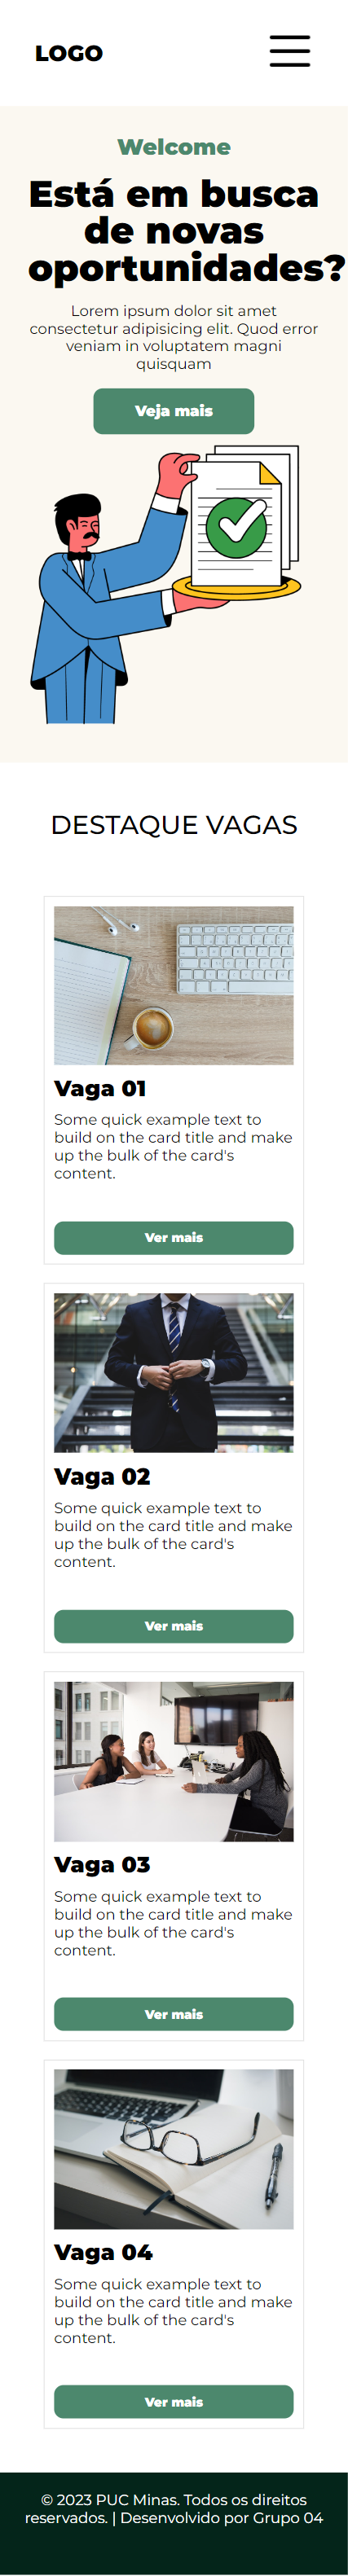 LOGO
Welcome
Está em busca
de novas
oportunidades?
Lorem ipsum dolor sit amet
consectetur adipisicing elit. Quod error
veniam in voluptatem magni
quisquam
Veja mais
DESTAQUE VAGAS
Vaga 01
Some quick example text to
build on the card title and make
up the bulk of the card's
content.
Ver mais
Vaga 02
Some quick example text to
build on the card title and make
up the bulk of the card's
content.
Ver mais
Vaga 03
Some quick example text to
build on the card title and make
up the bulk of the card's
content.
Ver mais
Vaga 04
Some quick example text to
build on the card title and make
up the bulk of the card's
content.
Ver mais
© 2023 PUC Minas. Todos os direitos
reservados. | Desenvolvido por Grupo 04